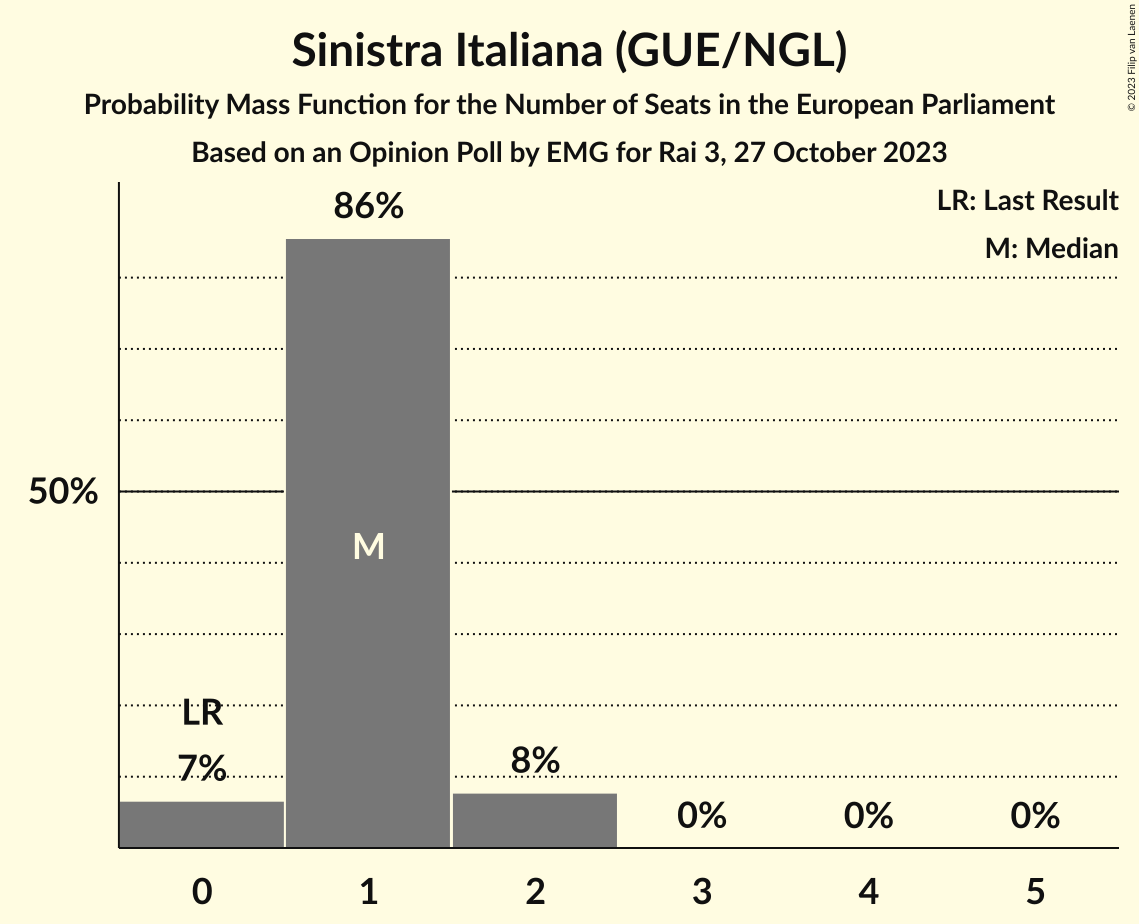 Sinistra Italiana (GUE/NGL)
Probability Mass Function for the Number of Seats in the European Parliament
Based on an Opinion Poll by EMG for Rai 3, 27 October 2023
© 2023 Filip van Laenen
LR: Last Result
M: Median
86%
50%
M
LR
7%
8%
0%
0%
0%
0
1
2
3
4
5